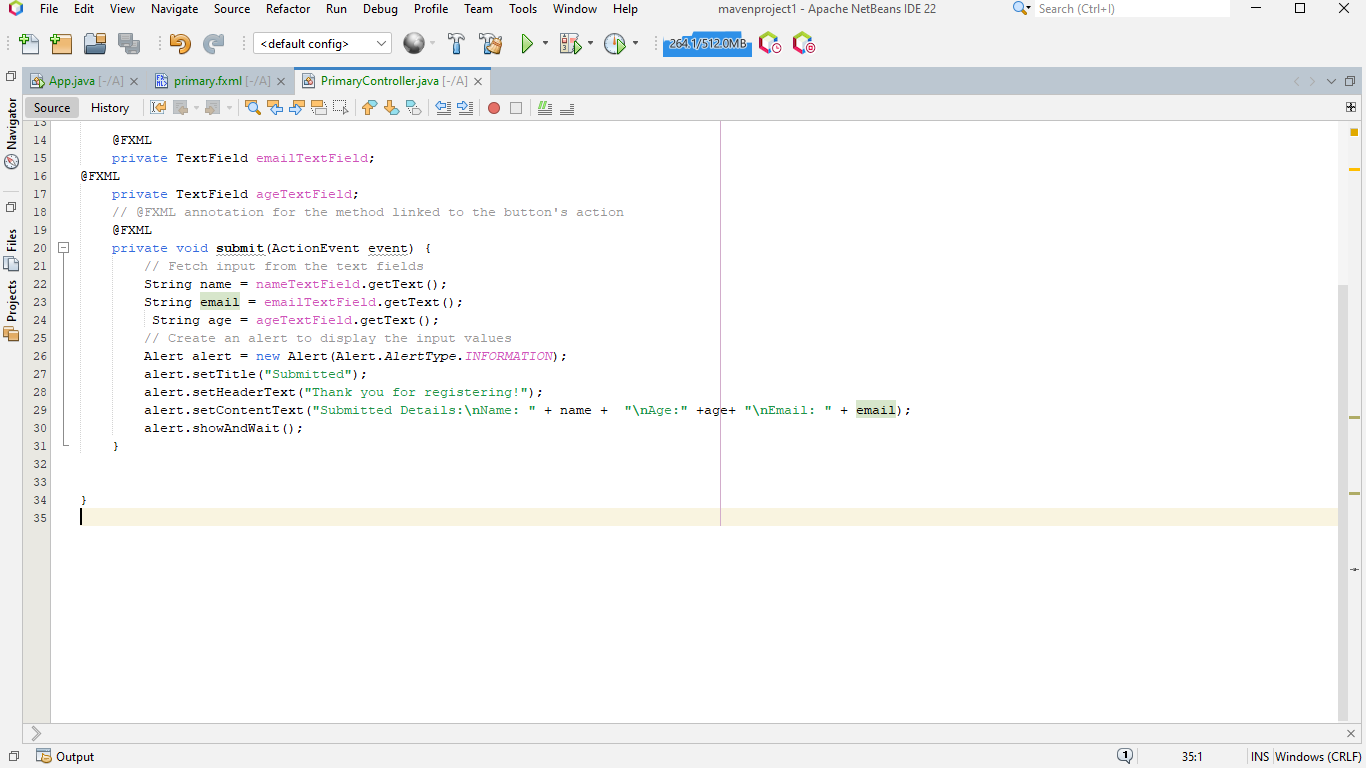 File Edit View Navigate Source Refactor Run Debug Profile Team Tools Window Help mavenproject1 - Apache NetBeans IDE 22 Search (Ctrl+I)
<default config> 264.1/512.0MB
App.java [-/A] primary.fxml [-/A] PrimaryController.java [-/A]
Source History
Navigator
Files
Projects
13
14 @FXML
15 private TextField emailTextField;
16 @FXML
17 private TextField ageTextField;
18 // @FXML annotation for the method linked to the button's action
19 @FXML
20 private void submit(ActionEvent event) {
21 // Fetch input from the text fields
22 String name = nameTextField.getText();
23 String email = emailTextField.getText();
24 String age = ageTextField.getText();
25 // Create an alert to display the input values
26 Alert alert = new Alert(Alert.AlertType.INFORMATION);
27 alert.setTitle("Submitted");
28 alert.setHeaderText("Thank you for registering!");
29 alert.setContentText("Submitted Details:\nName: " + name +  "\nAge:" +age+ "\nEmail: " + email);
30 alert.showAndWait();
31 }
32
33
34 }
35
Output 1 35:1 INS Windows (CRLF)